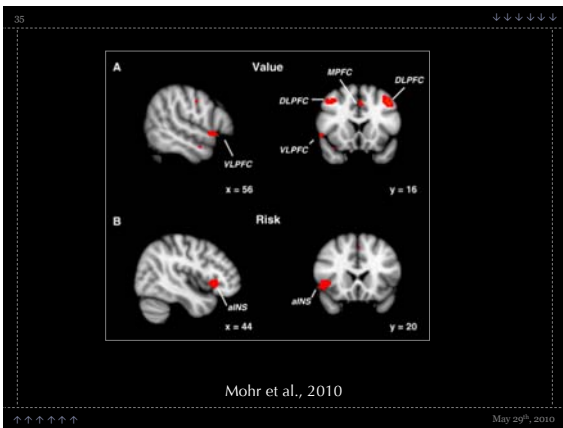 35
↓↓↓↓↓↓
A
Value
MPFC
DLPFC
DLPFC
VLPFC
VLPFC
x = 56
y = 16
B
Risk
aINS
aINS
x = 44
y = 20
Mohr et al., 2010
↑↑↑↑↑↑
May 29th, 2010